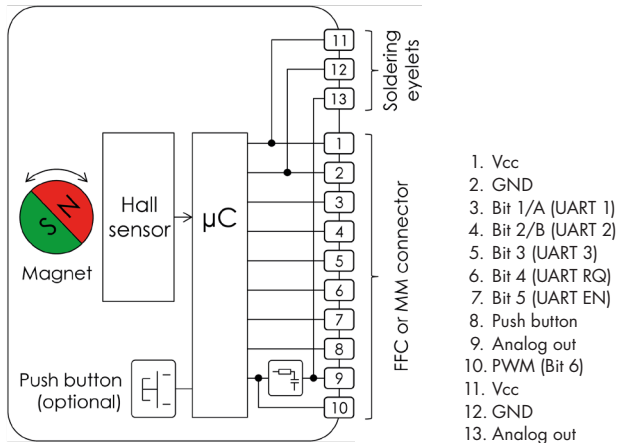 11
12
13
Soldering
eyelets
1
2
3
4
5
6
7
8
9
10
FFC or MM connector
Hall
sensor
µC
S N
Magnet
Push button
(optional)
1. Vcc
2. GND
3. Bit 1/A (UART 1)
4. Bit 2/B (UART 2)
5. Bit 3 (UART 3)
6. Bit 4 (UART RQ)
7. Bit 5 (UART EN)
8. Push button
9. Analog out
10. PWM (Bit 6)
11. Vcc
12. GND
13. Analog out